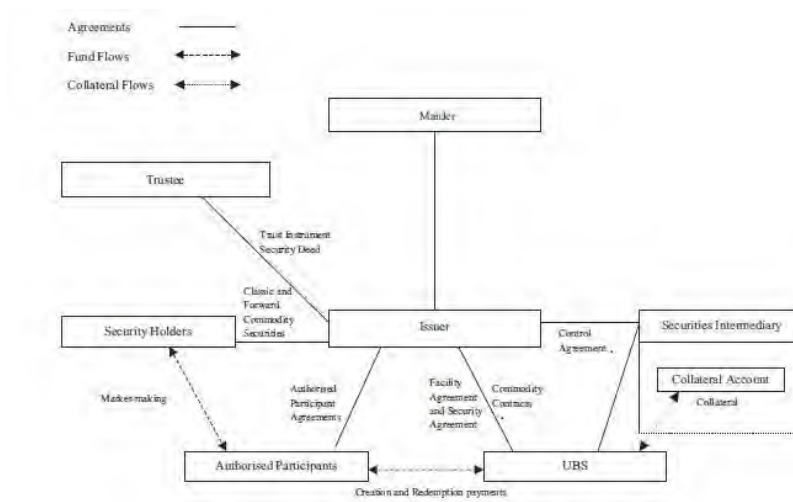 Agreements
Fund Flows
Collateral Flows
Trustee
Trust Instrument
Security Deed
Classic and
Forward
Commodity
Securities
Security Holders
Issuer
Control
Agreement
Securities Intermediary
Collateral Account
Collateral
Market-making
Authorised
Participant
Agreements
Facility
Agreement
and Security
Agreement
Commodity
Contracts
Authorised Participants
UBS
Creation and Redemption payments